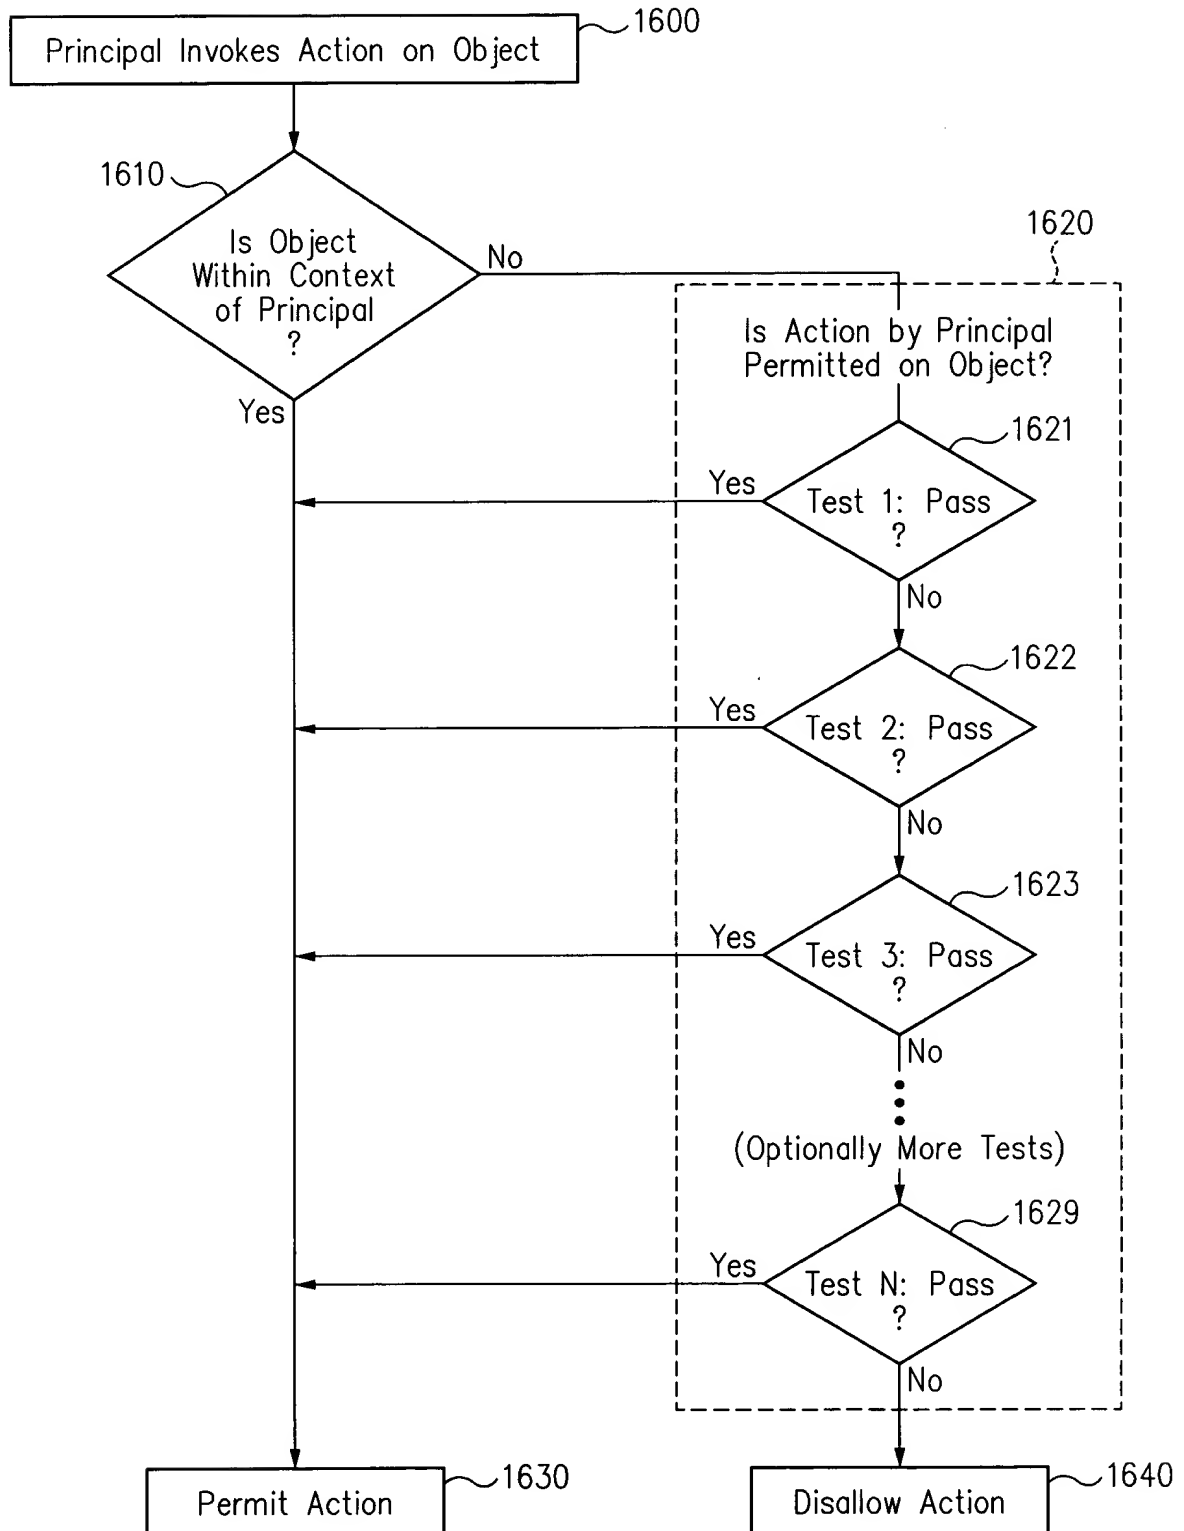 1600
Principal Invokes Action on Object
1610
Is Object
Within Context
of Principal
?
No
Yes
1620
Is Action by Principal
Permitted on Object?
1621
Yes
Test 1: Pass
?
No
1622
Yes
Test 2: Pass
?
No
1623
Yes
Test 3: Pass
?
No
(Optionally More Tests)
1629
Yes
Test N: Pass
?
No
1630
Permit Action
1640
Disallow Action